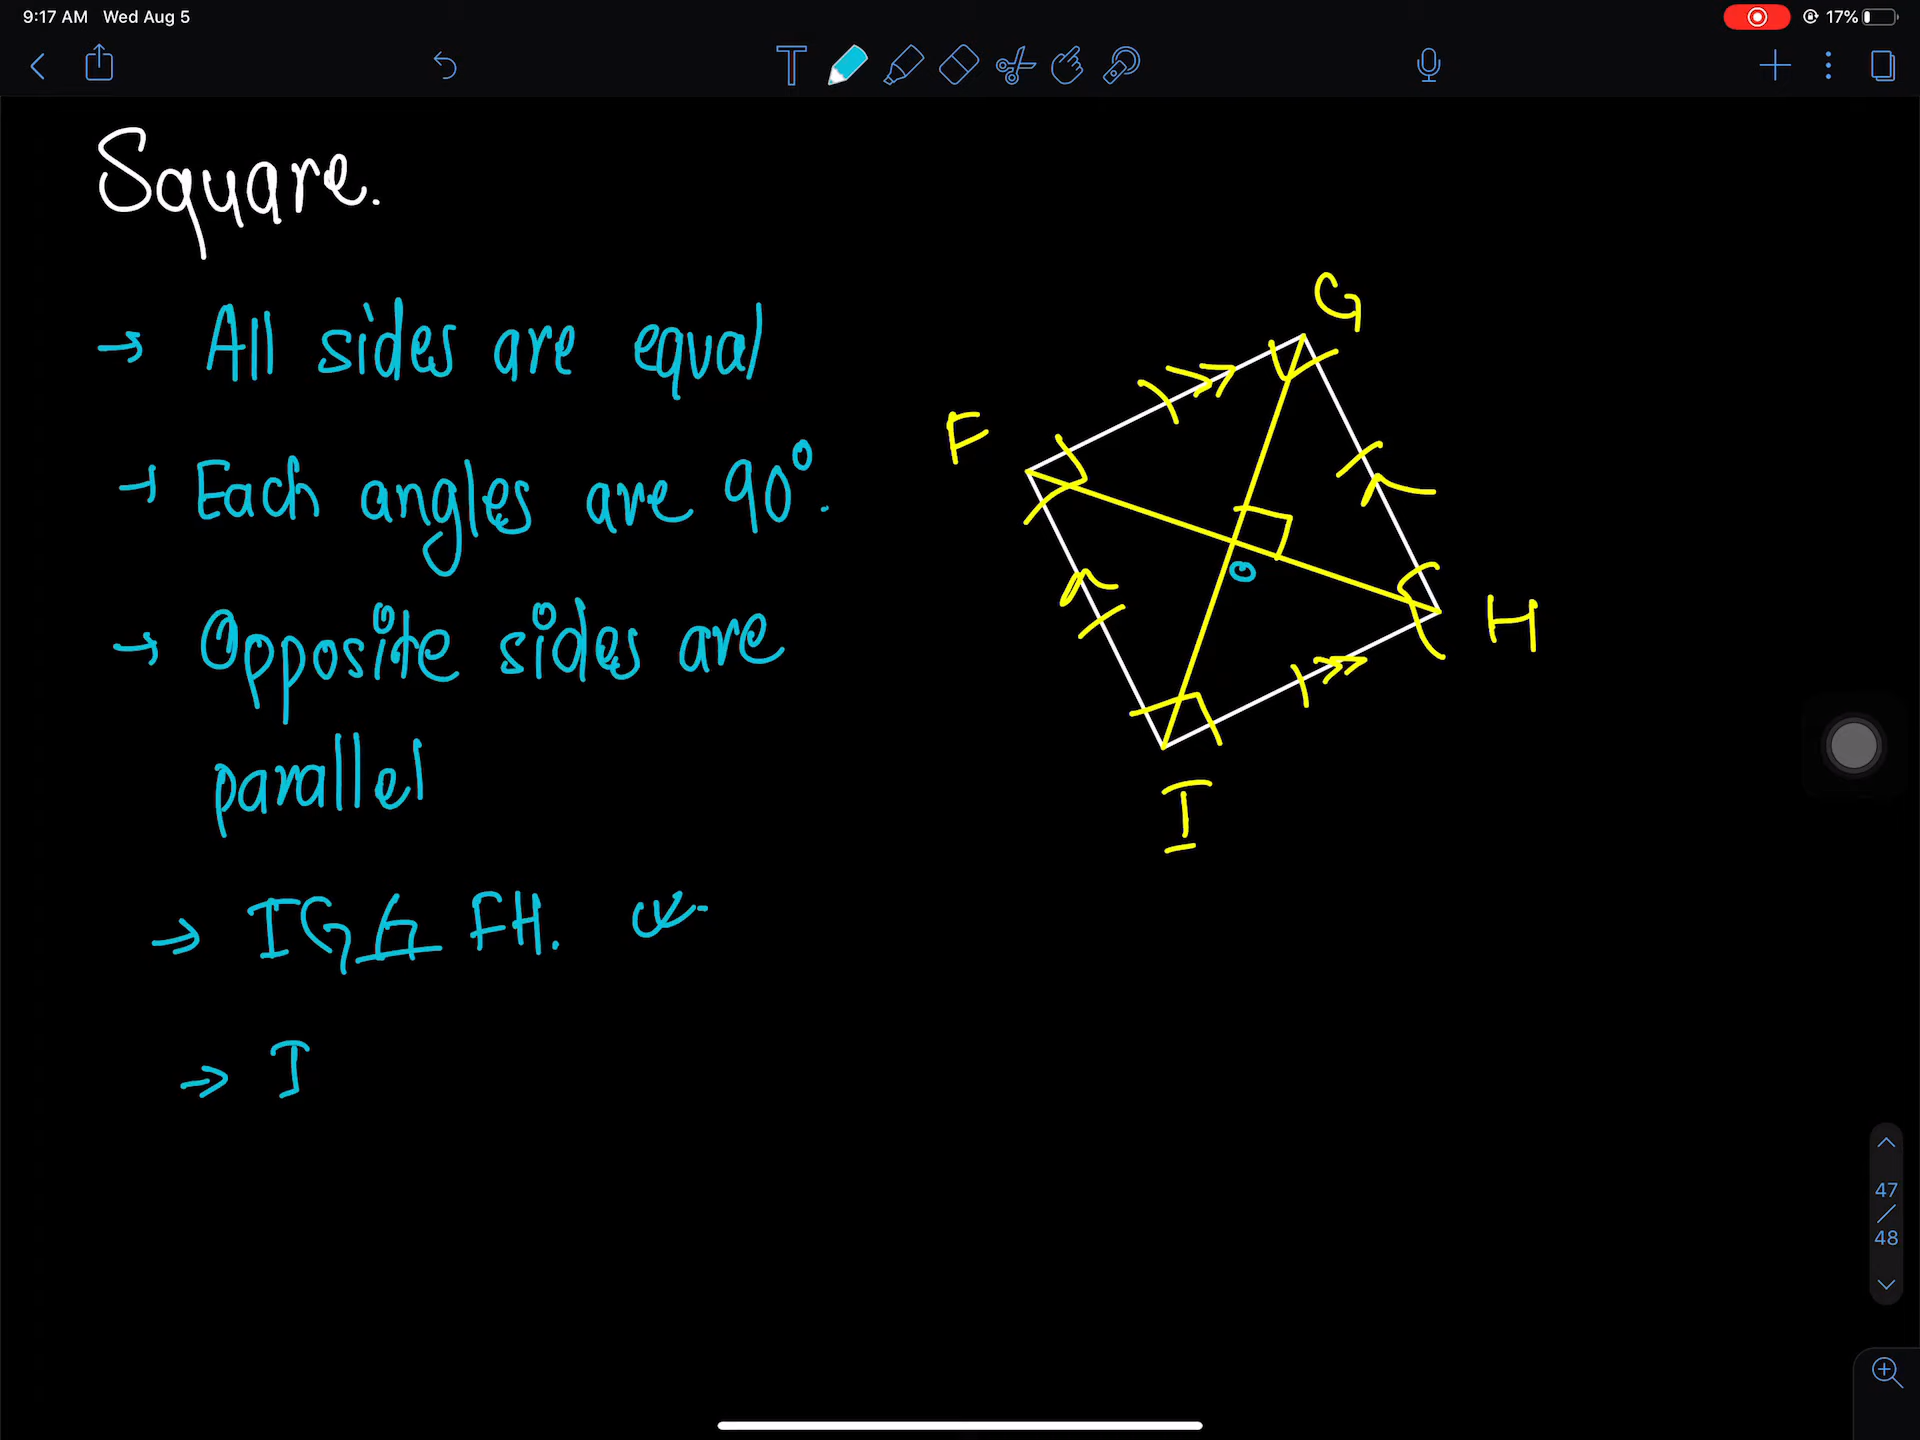 9:17 AM Wed Aug 5
17%
Square.
→ All sides are equal
→ Each angles are 90°.
→ Opposite sides are
parallel
→ IG ⊥ FH.
→ I
G
F
O
H
I
47
/
48